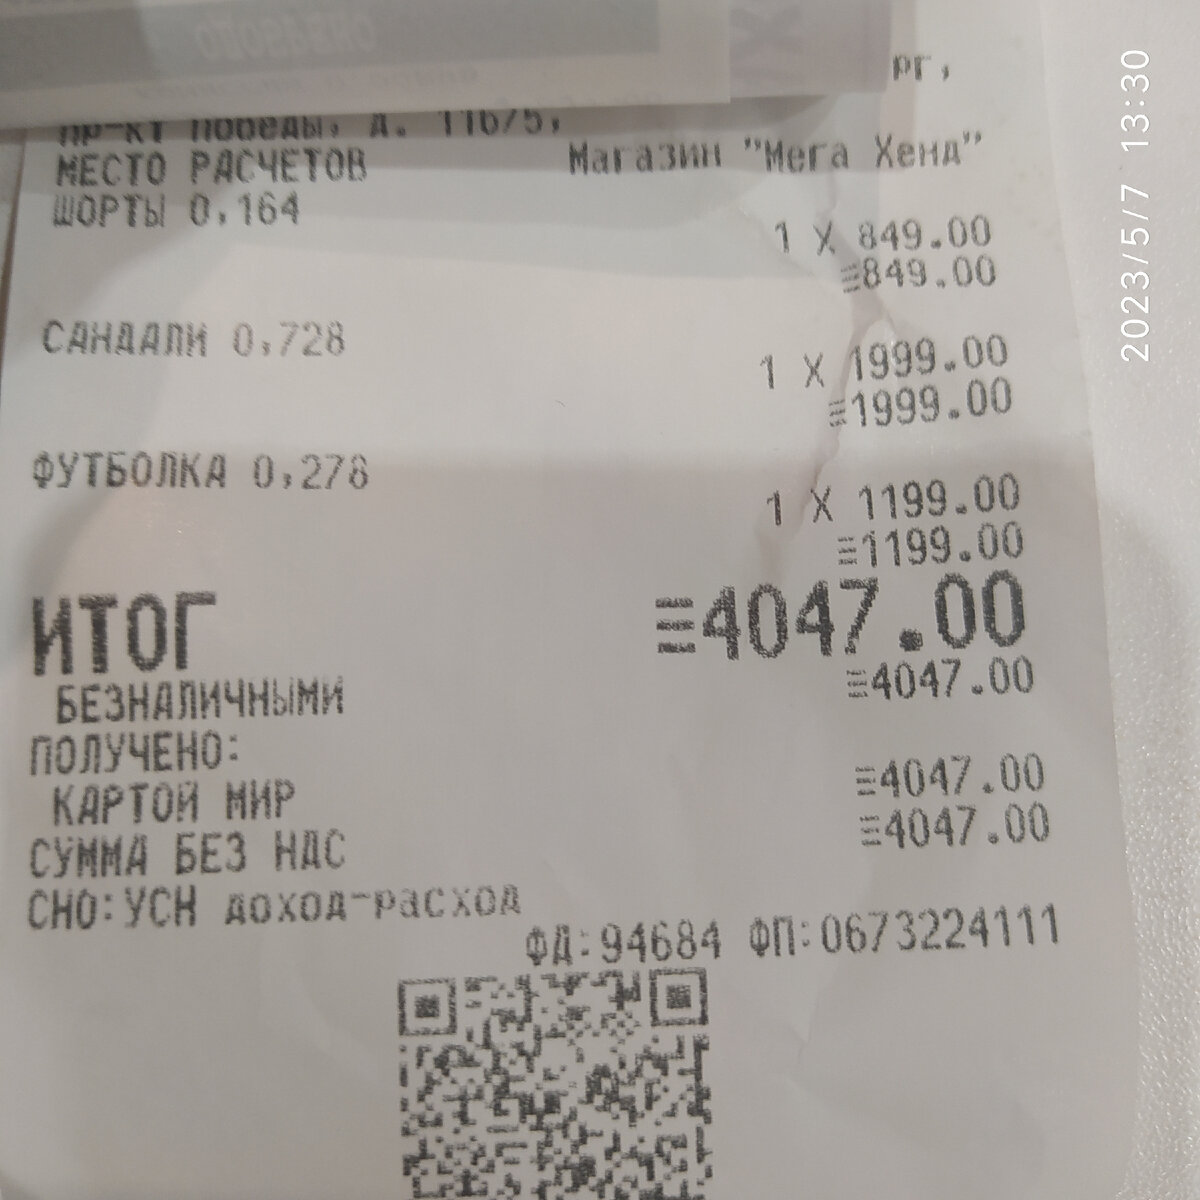 рг,
пр-кт Победы, д. 116/5,
МЕСТО РАСЧЕТОВ Магазин "Мега Хенд"
ШОРТЫ 0,164
1 X 849.00
≡849.00
САНДАЛИ 0,728
1 X 1999.00
≡1999.00
ФУТБОЛКА 0,278
1 X 1199.00
≡1199.00
ИТОГ ≡4047.00
БЕЗНАЛИЧНЫМИ ≡4047.00
ПОЛУЧЕНО:
КАРТОЙ МИР ≡4047.00
СУММА БЕЗ НДС ≡4047.00
СНО:УСН доход-расход
ФД:94684 ФП:0673224111
2023/5/7 13:30